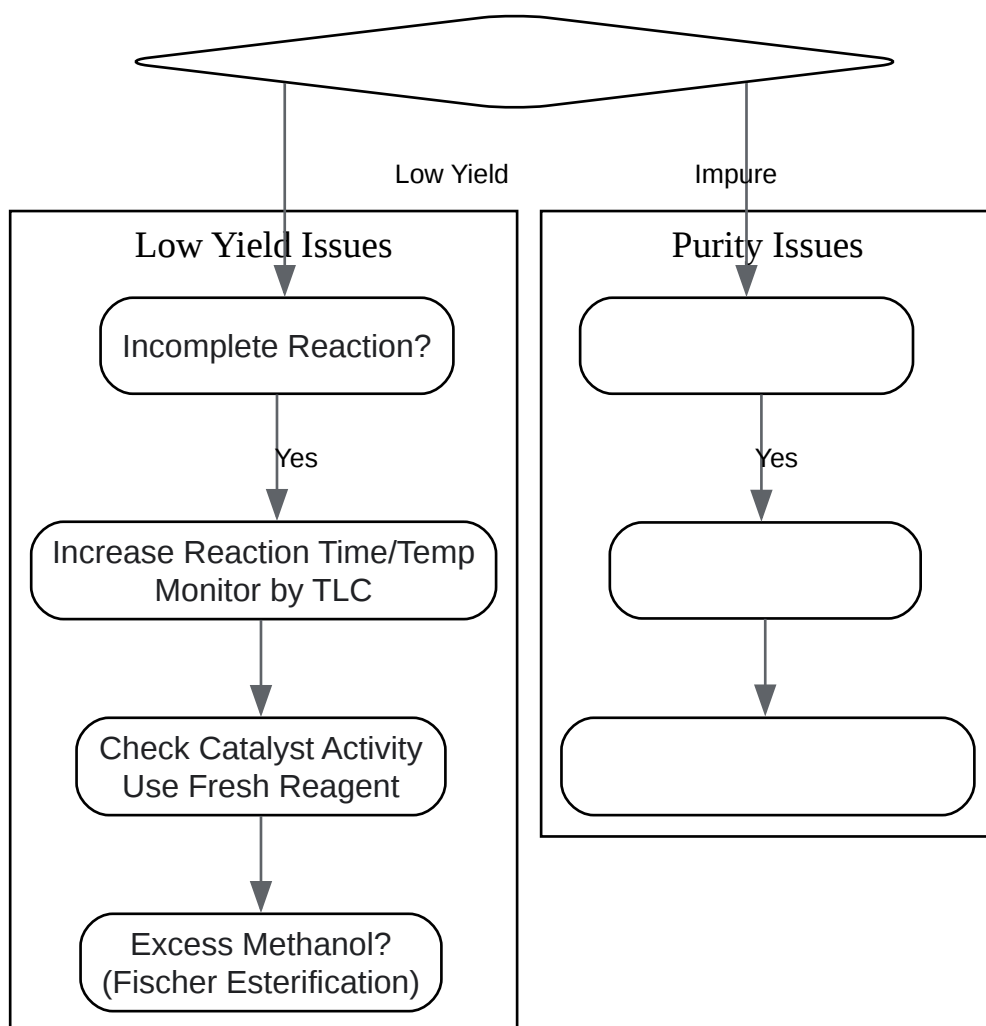 Low Yield
Impure
Low Yield Issues
Purity Issues
Incomplete Reaction?
Yes
Yes
Increase Reaction Time/Temp
Monitor by TLC
Check Catalyst Activity
Use Fresh Reagent
Excess Methanol?
(Fischer Esterification)